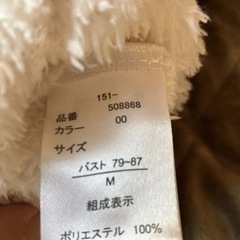 151-
品番 508868
カラー 00
サイズ
バスト 79~87
M
組成表示
ポリエステル 100%